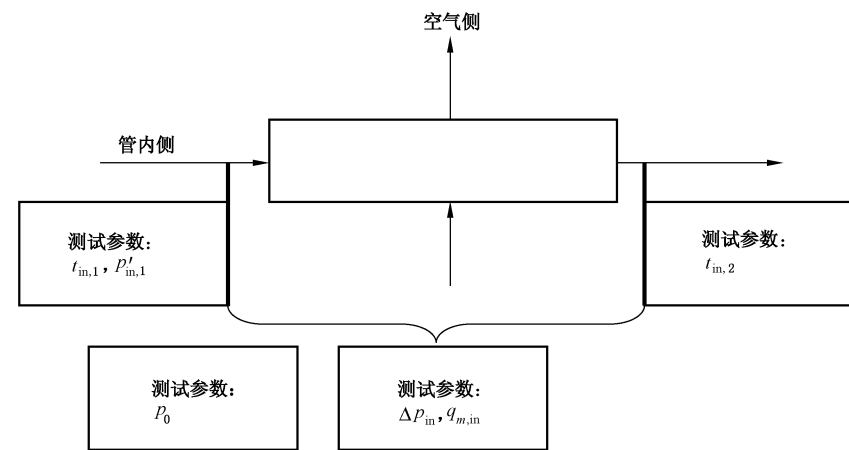 空气侧
管内侧
测试参数：
t_in,1，p′_in,1
测试参数：
t_in,2
测试参数：
p_0
测试参数：
Δp_in，q_m,in